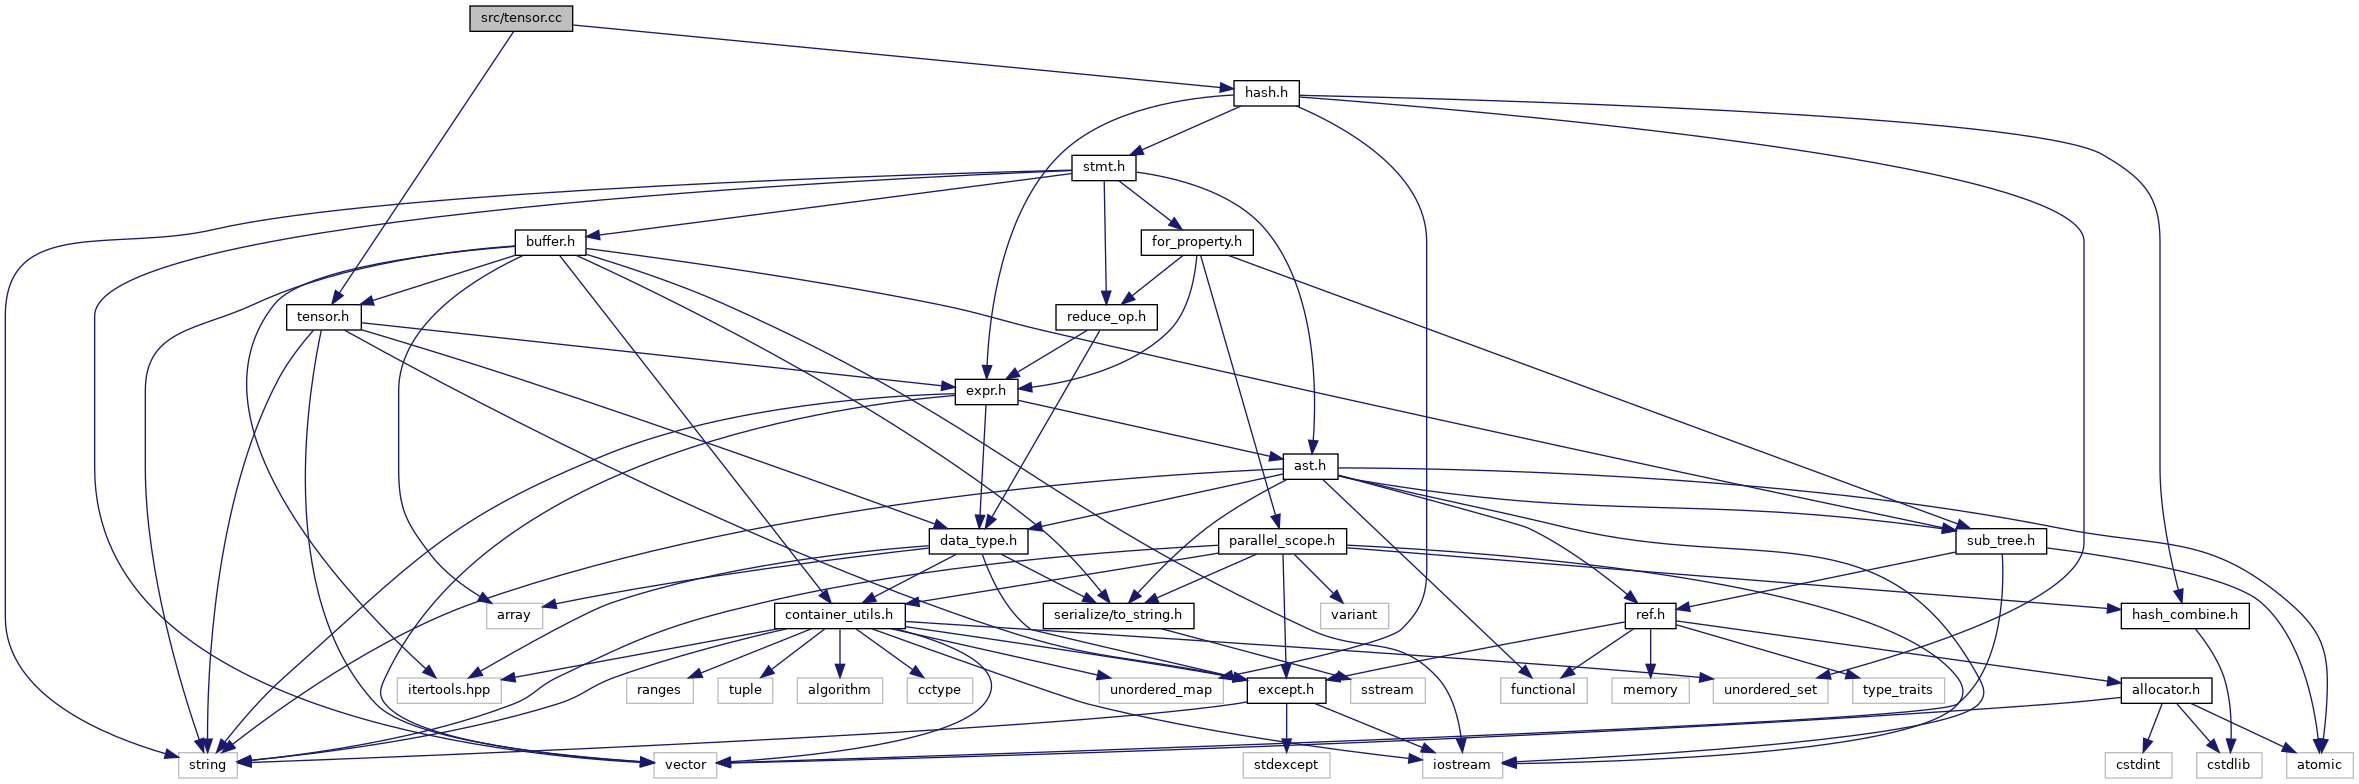 src/tensor.cc
hash.h
stmt.h
buffer.h
for_property.h
tensor.h
reduce_op.h
expr.h
ast.h
data_type.h
parallel_scope.h
sub_tree.h
array
container_utils.h
serialize/to_string.h
variant
ref.h
hash_combine.h
itertools.hpp
ranges
tuple
algorithm
cctype
unordered_map
except.h
sstream
functional
memory
unordered_set
type_traits
allocator.h
string
vector
stdexcept
iostream
cstdint
cstdlib
atomic